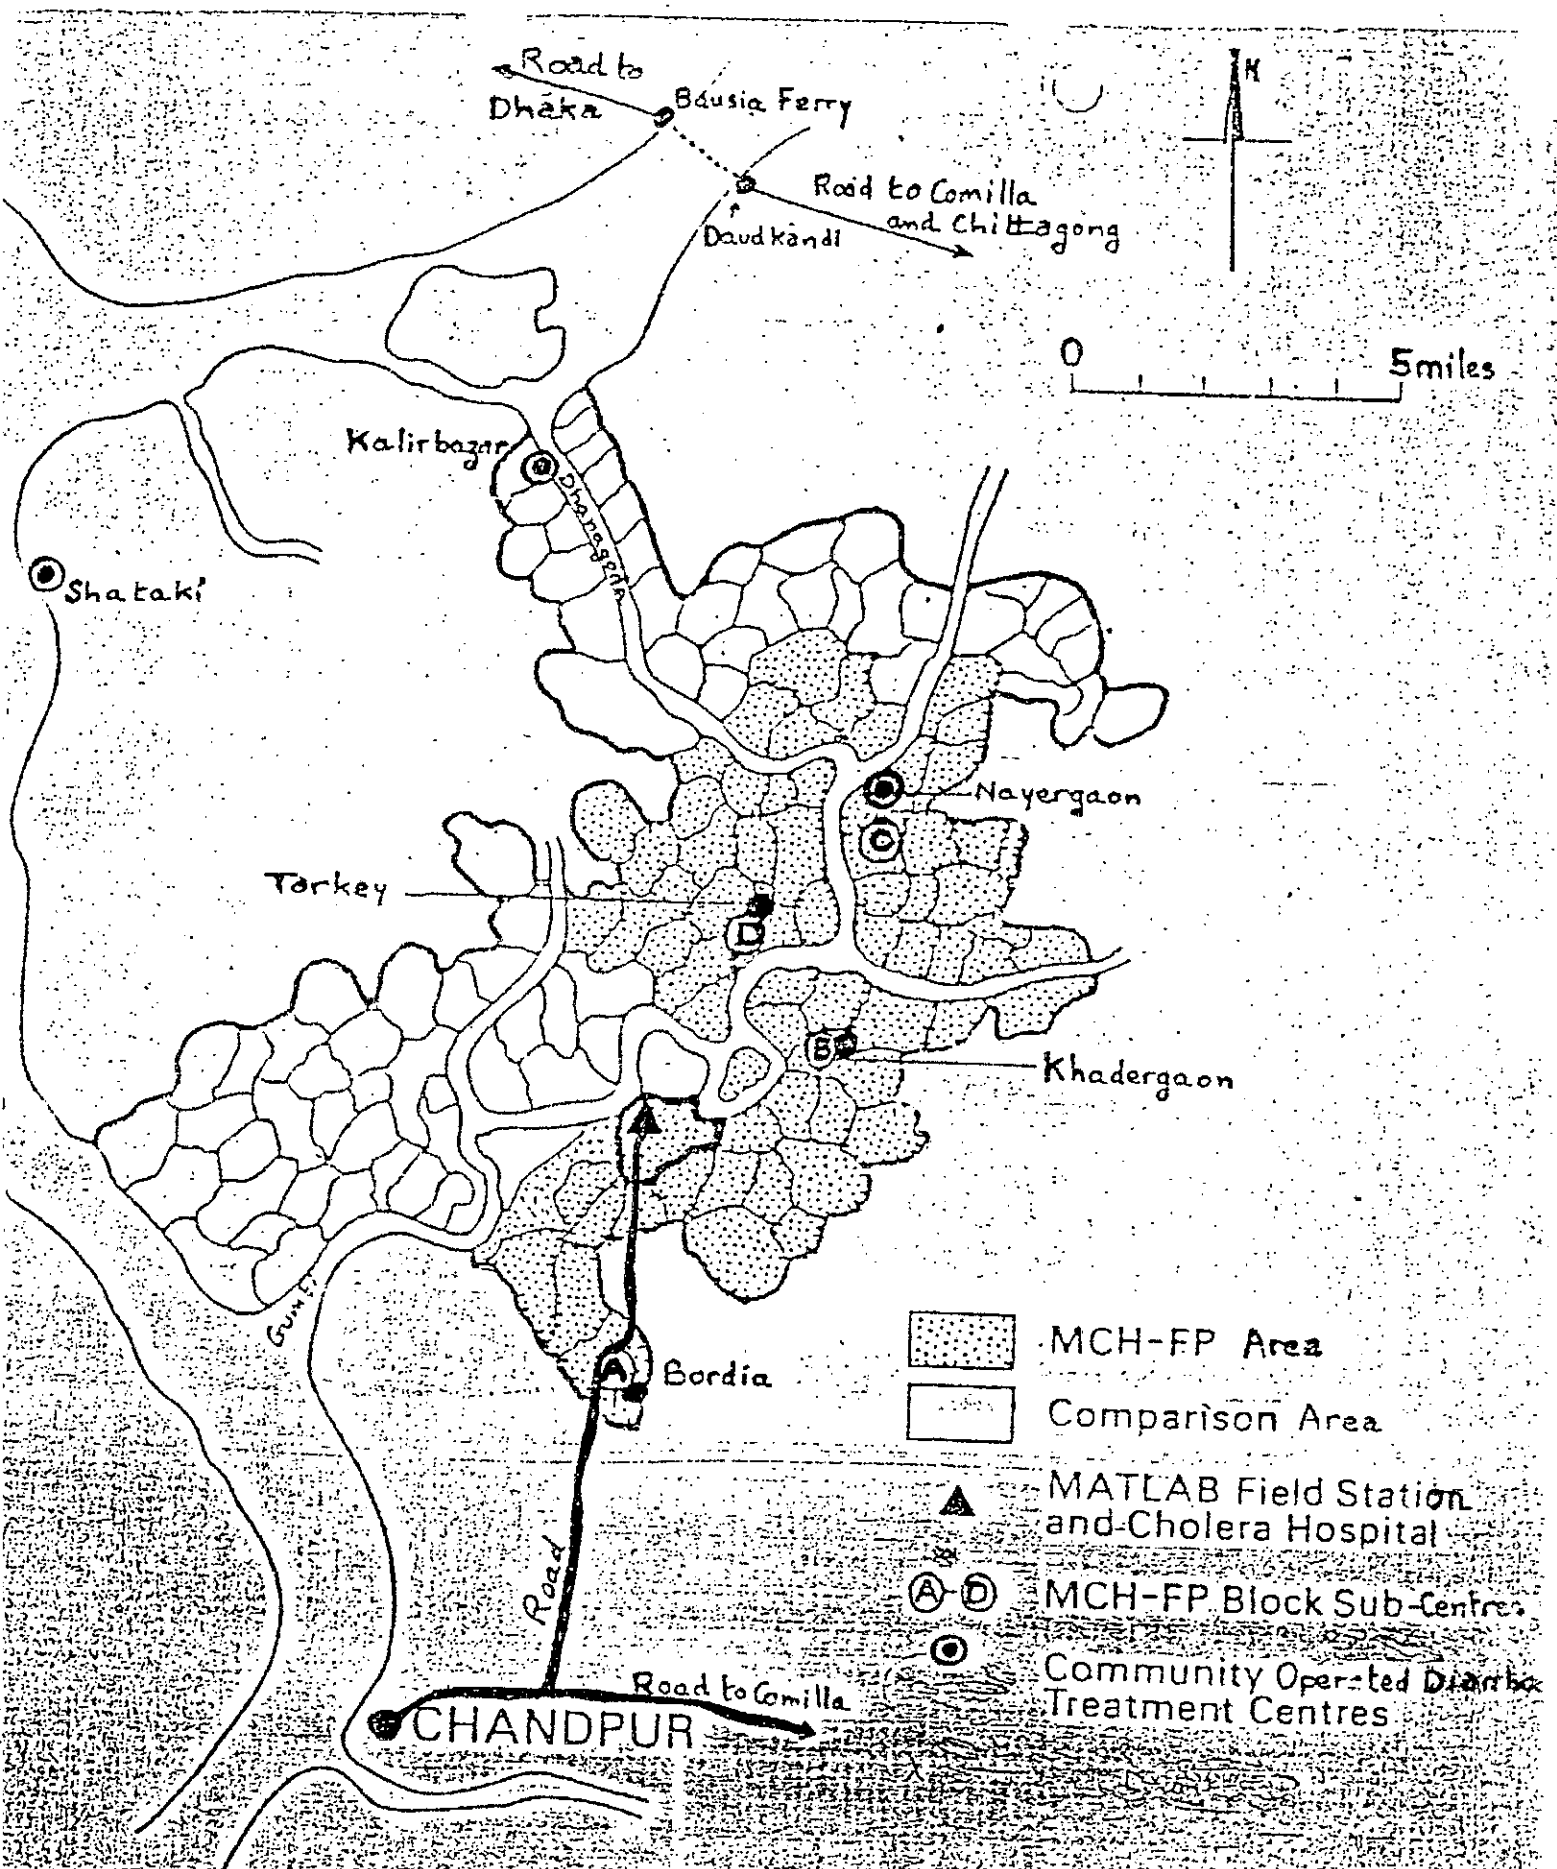 Road to
Dhaka
Bausia Ferry
N
Road to Comilla
and Chittagong
Daudkandi
0
5miles
Kalirbazar
Dhanagoda
Shataki
Nayergaon
C
Torkey
D
B
Khadergaon
Gumti
A
Bordia
MCH-FP Area
Comparison Area
MATLAB Field Station
and Cholera Hospital
A-D
MCH-FP Block Sub-Centre
Community Operated
Treatment Centres
Road
Road to Comilla
CHANDPUR